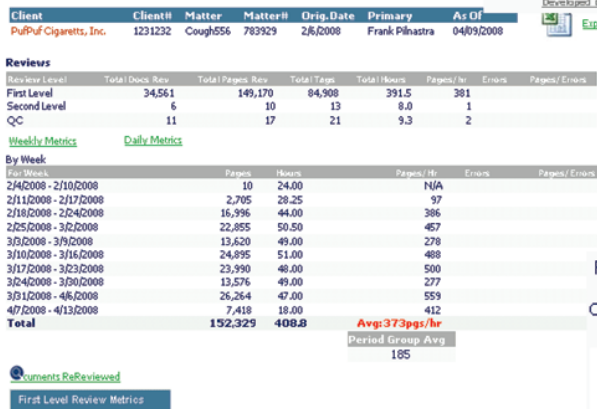 Developed
Client Client# Matter Matter# Orig.Date Primary As Of
PufPuf Cigaretts, Inc. 1231232 Cough556 783929 2/6/2008 Frank Pilnastra 04/09/2008
Exp
Reviews
Review Level Total Docs Rev Total Pages Rev Total Tags Total Hours Pages/hr Errors Pages/Errors
First Level 34,561 149,170 84,908 391.5 381
Second Level 6 10 13 8.0 1
QC 11 17 21 9.3 2
Weekly Metrics Daily Metrics
By Week
For Week Pages Hours Pages/Hr Errors Pages/Errors
2/4/2008 - 2/10/2008 10 24.00 N/A
2/11/2008 - 2/17/2008 2,705 28.25 97
2/18/2008 - 2/24/2008 16,996 44.00 386
2/25/2008 - 3/2/2008 22,855 50.50 457
3/3/2008 - 3/9/2008 13,620 49.00 278
3/10/2008 - 3/16/2008 24,895 51.00 488
3/17/2008 - 3/23/2008 23,990 48.00 500
3/24/2008 - 3/30/2008 13,576 49.00 277
3/31/2008 - 4/6/2008 26,264 47.00 559
4/7/2008 - 4/13/2008 7,418 18.00 412
Total 152,329 408.8 Avg:373pgs/hr
Period Group Avg
185
cuments ReReviewed
First Level Review Metrics